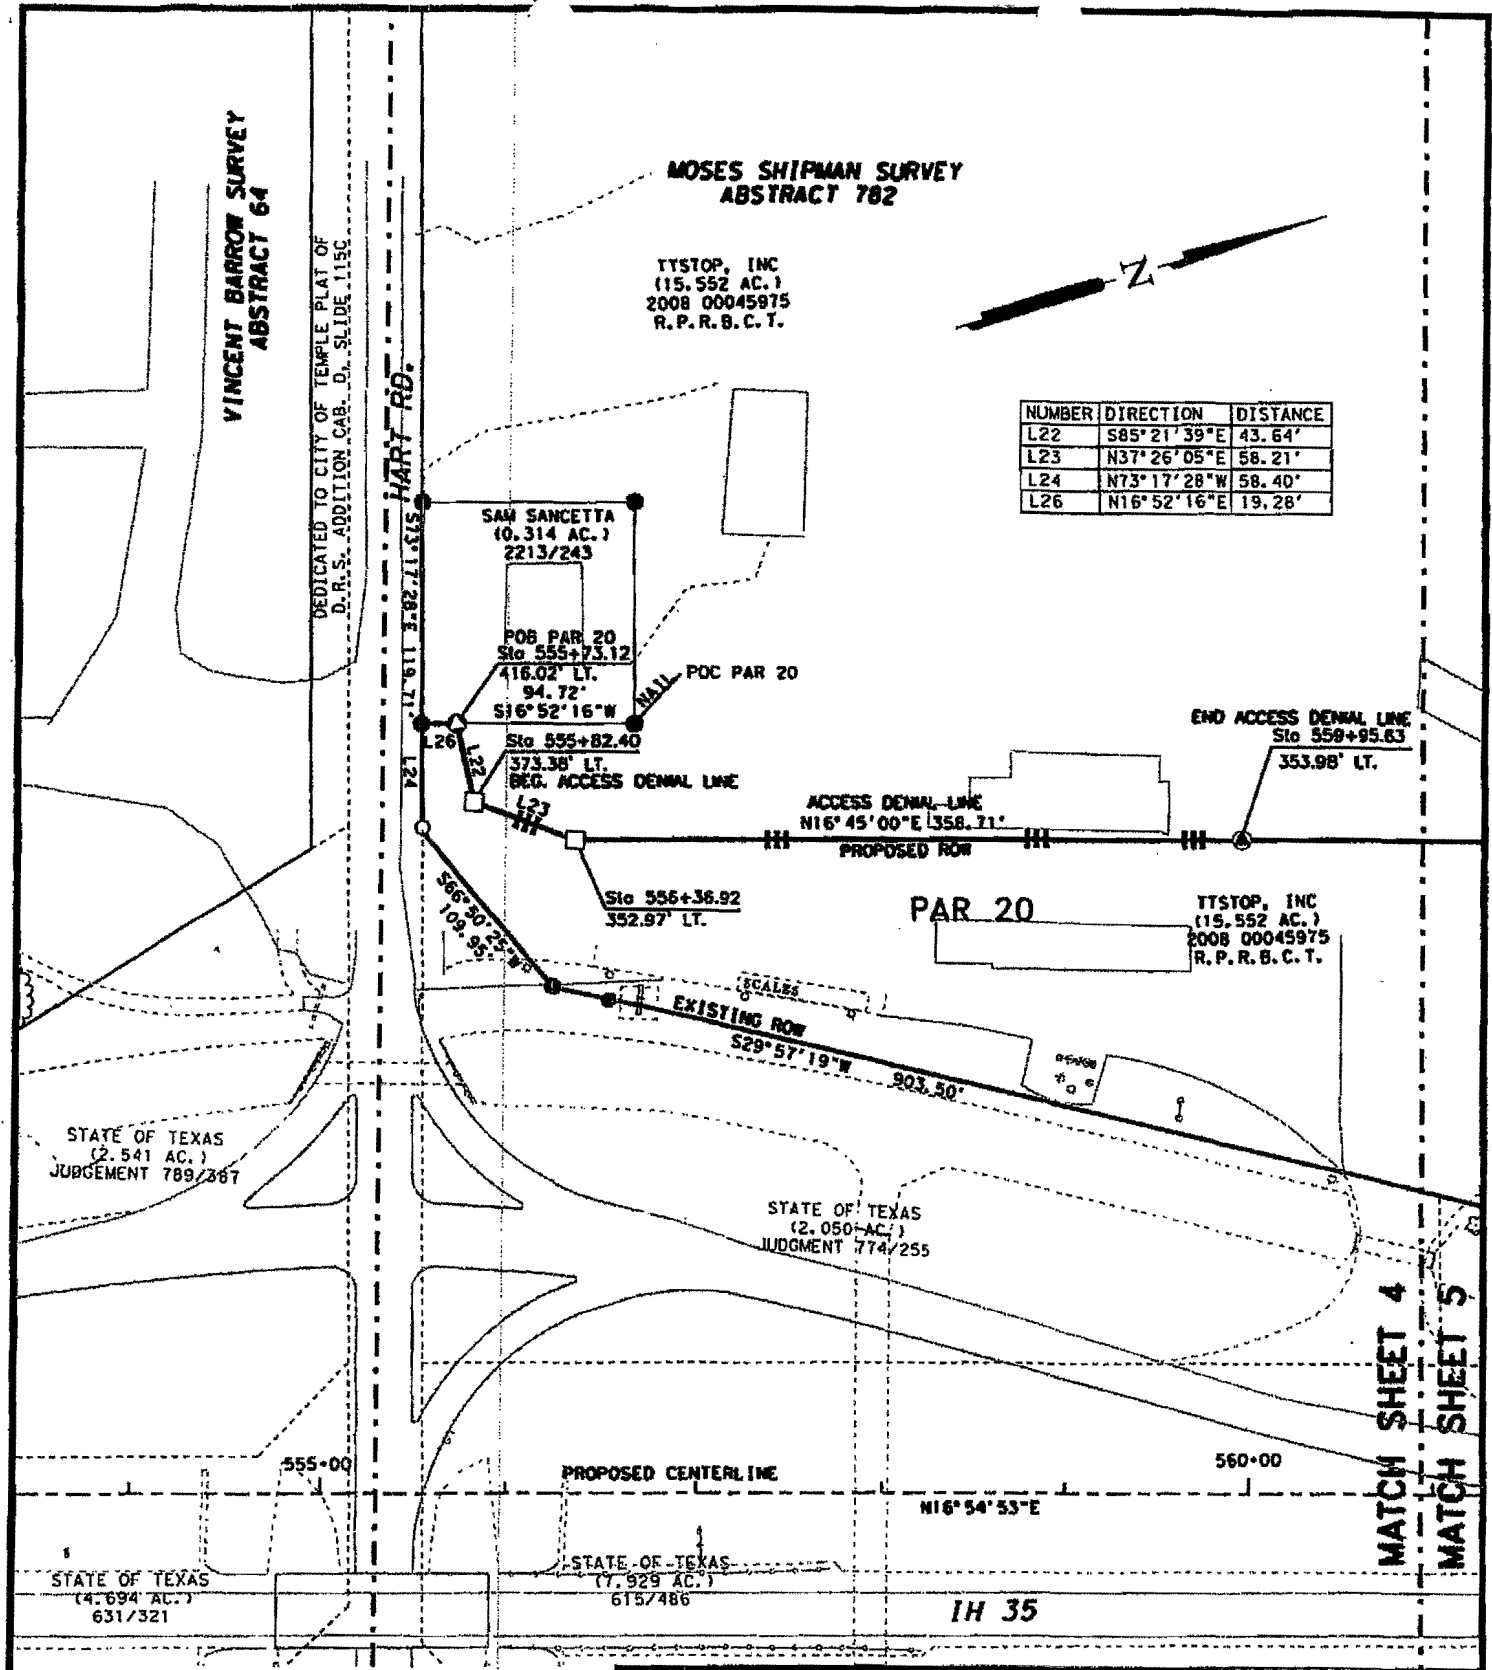 VINCENT BARROW SURVEY
ABSTRACT 64
DEDICATED TO CITY OF TEMPLE PLAT OF
D.R.S. ADDITION CAB. D, SLIDE 115C
HART RD.
MOSES SHIPMAN SURVEY
ABSTRACT 782
TTSTOP, INC
(15.552 AC.)
2008 00045975
R.P.R.B.C.T.
N
NUMBER DIRECTION DISTANCE
L22 S85°21'39"E 43.64'
L23 N37°26'05"E 58.21'
L24 N73°17'28"W 58.40'
L26 N16°52'16"E 19.28'
SAM SANCETTA
(0.314 AC.)
2213/243
S73°17'28"E 119.71'
POB PAR 20
Sta 555+73.12
416.02' LT.
94.72'
S16°52'16"W
NAIL
POC PAR 20
L26
L22
L24
Sta 555+82.40
373.38' LT.
BEG. ACCESS DENIAL LINE
L23
END ACCESS DENIAL LINE
Sta 559+95.63
353.98' LT.
ACCESS DENIAL LINE
N16°45'00"E 358.71'
PROPOSED ROW
Sta 556+36.92
352.97' LT.
PAR 20
TTSTOP, INC
(15.552 AC.)
2008 00045975
R.P.R.B.C.T.
S66°50'25"W
109.95'
SCALES
EXISTING ROW
S29°57'19"W 903.50'
STATE OF TEXAS
(2.541 AC.)
JUDGEMENT 789/387
STATE OF TEXAS
(2.050 AC.)
JUDGMENT 774/255
MATCH SHEET 4
MATCH SHEET 5
555+00
PROPOSED CENTERLINE
560+00
N16°54'53"E
STATE OF TEXAS
(4.694 AC.)
631/321
STATE OF TEXAS
(7.929 AC.)
615/486
IH 35